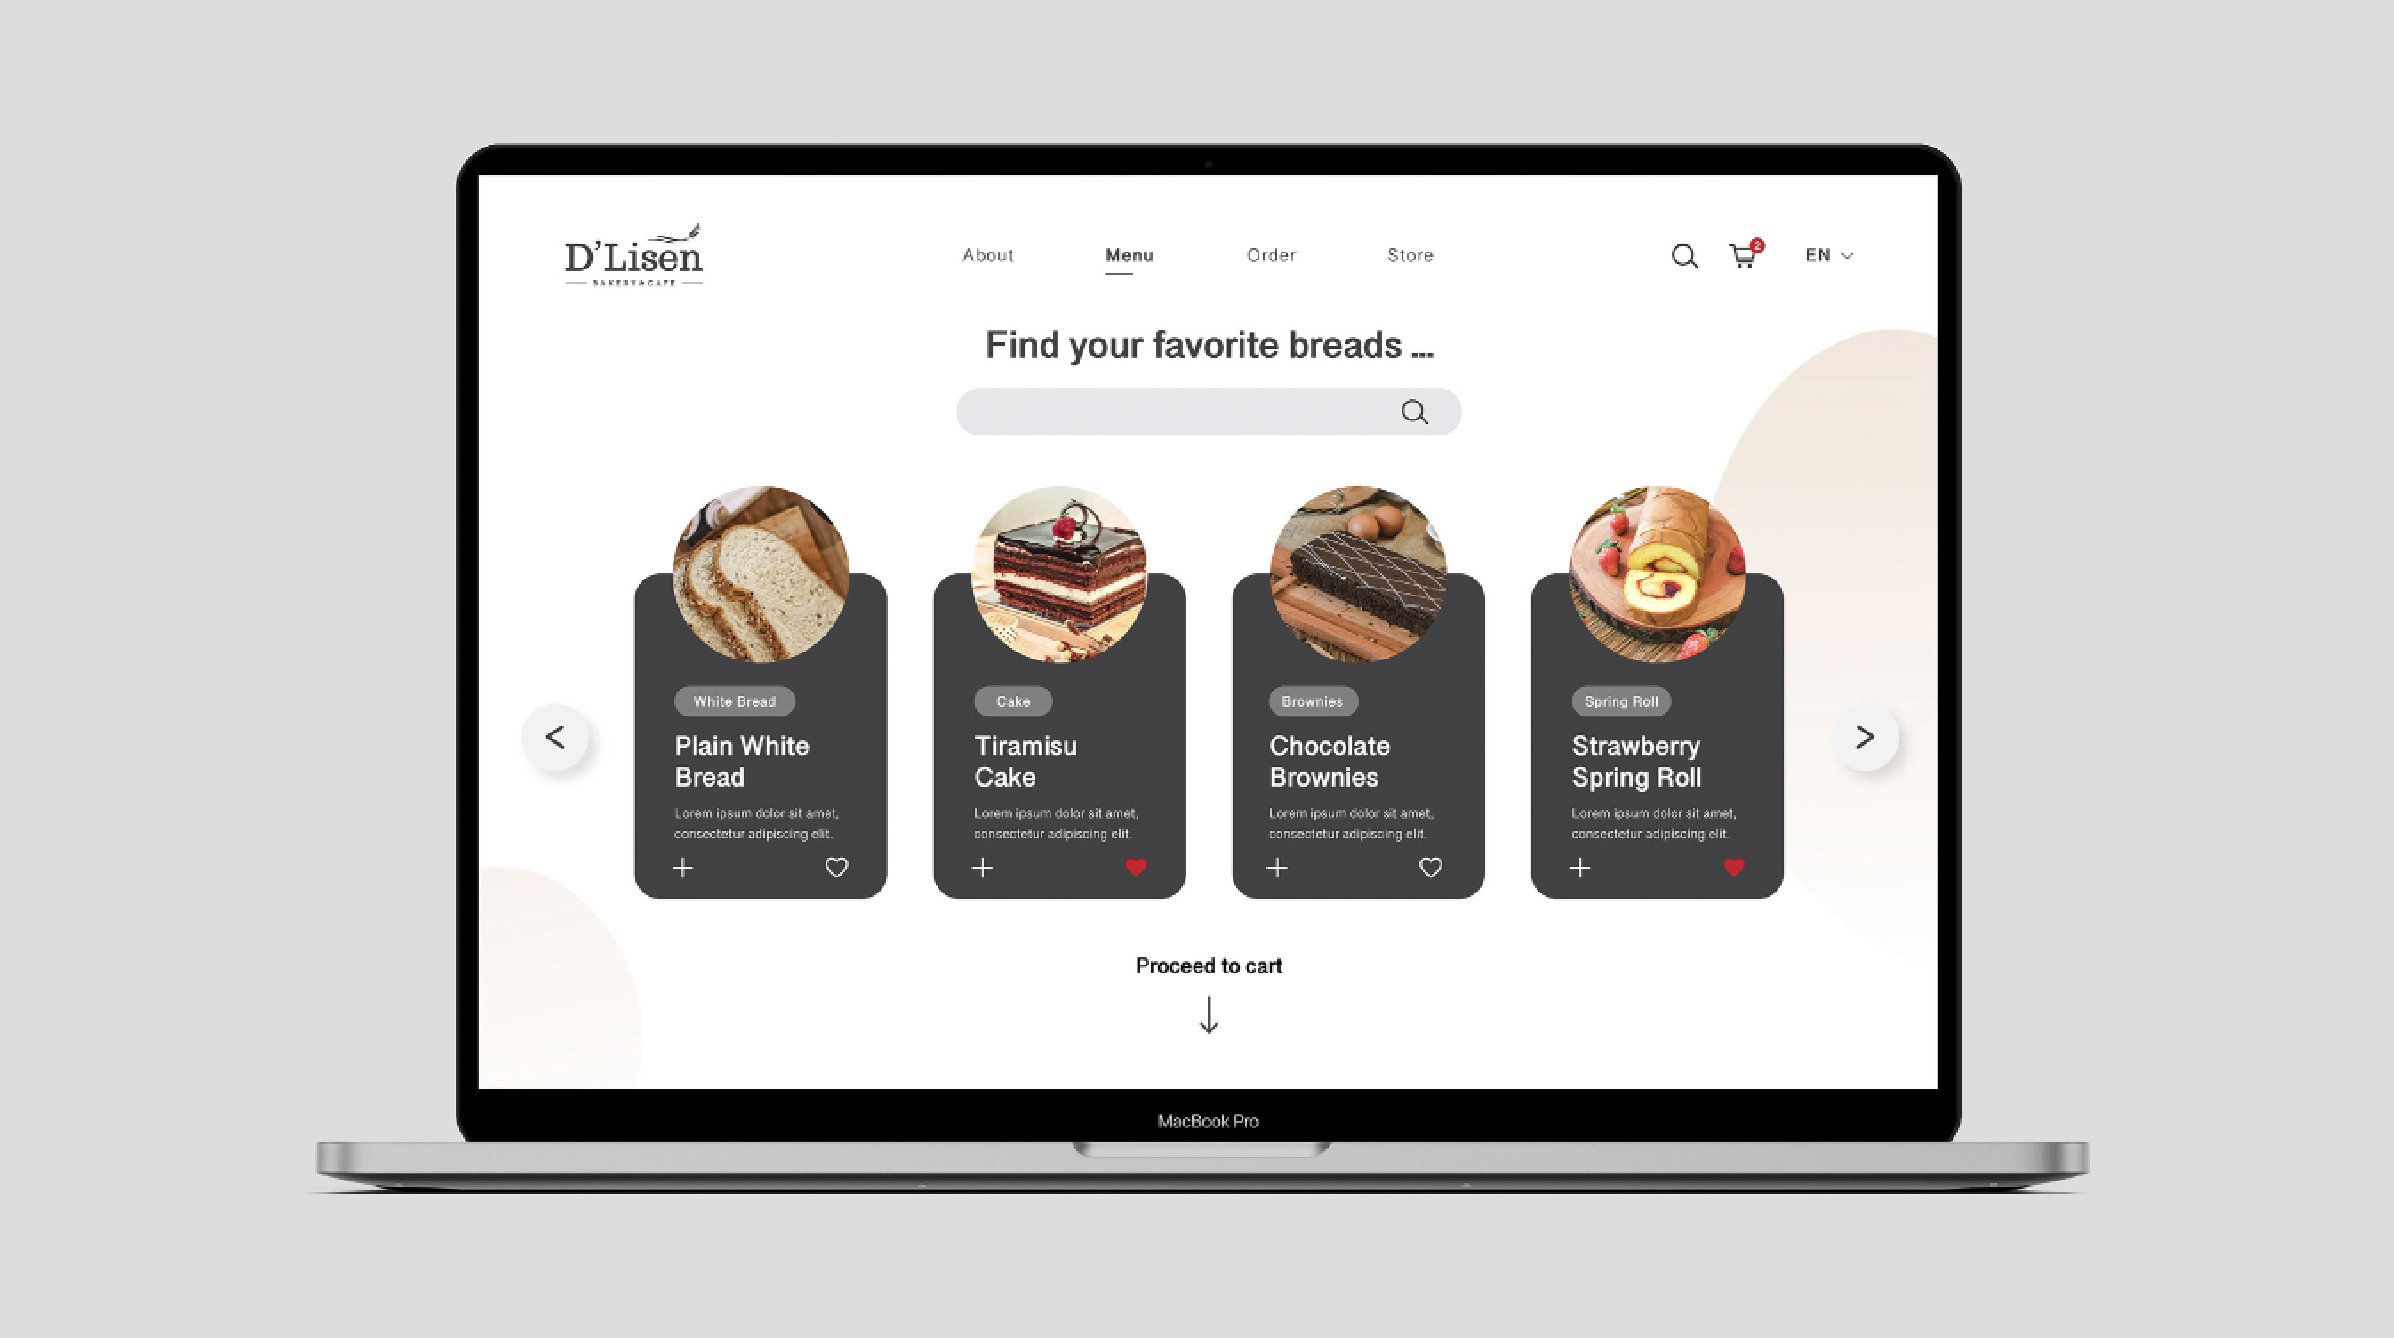 D'Lisen
BAKERY & CAFE
About
Menu
Order
Store
2
EN
Find your favorite breads ...
White Bread
Plain White
Bread
Lorem ipsum dolor sit amet,
consectetur adipiscing elit.
Cake
Tiramisu
Cake
Lorem ipsum dolor sit amet,
consectetur adipiscing elit.
Brownies
Chocolate
Brownies
Lorem ipsum dolor sit amet,
consectetur adipiscing elit.
Spring Roll
Strawberry
Spring Roll
Lorem ipsum dolor sit amet,
consectetur adipiscing elit.
Proceed to cart
MacBook Pro